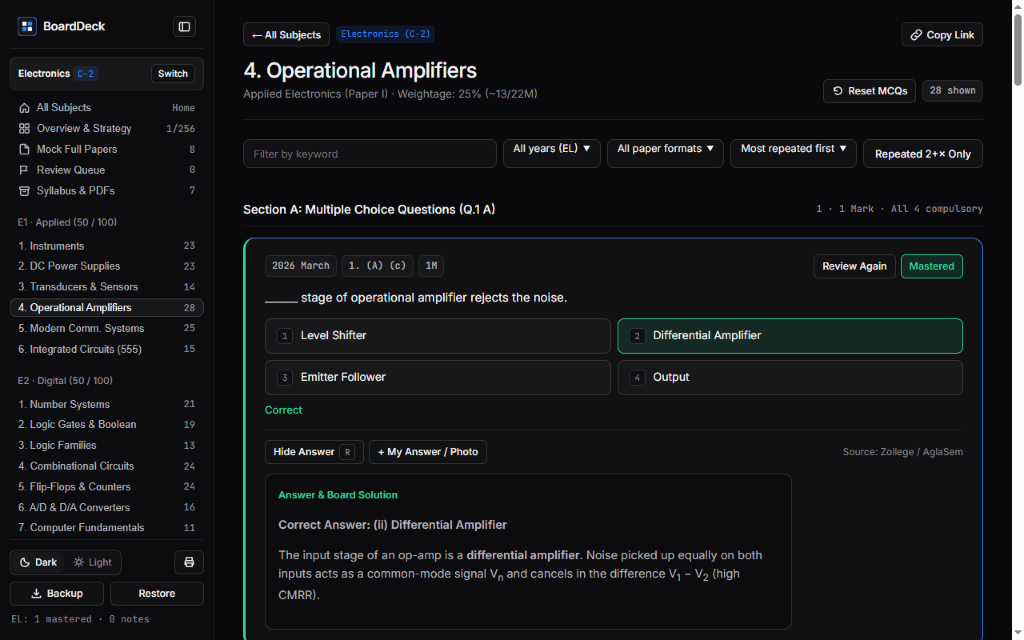 BoardDeck
Electronics C-2 Switch
All Subjects Home
Overview & Strategy 1/256
Mock Full Papers 8
Review Queue 0
Syllabus & PDFs 7
E1 · Applied (50 / 100)
1. Instruments 23
2. DC Power Supplies 23
3. Transducers & Sensors 14
4. Operational Amplifiers 28
5. Modern Comm. Systems 25
6. Integrated Circuits (555) 15
E2 · Digital (50 / 100)
1. Number Systems 21
2. Logic Gates & Boolean 19
3. Logic Families 13
4. Combinational Circuits 24
5. Flip-Flops & Counters 24
6. A/D & D/A Converters 16
7. Computer Fundamentals 11
Dark Light
Backup Restore
EL: 1 mastered · 0 notes
← All Subjects Electronics (C-2) Copy Link
4. Operational Amplifiers
Applied Electronics (Paper I) · Weightage: 25% (~13/22M)
Reset MCQs 28 shown
Filter by keyword All years (EL) ▼ All paper formats ▼ Most repeated first ▼ Repeated 2+× Only
Section A: Multiple Choice Questions (Q.1 A) 1 · 1 Mark · All 4 compulsory
2026 March 1. (A) (c) 1M Review Again Mastered
______ stage of operational amplifier rejects the noise.
1 Level Shifter 2 Differential Amplifier
3 Emitter Follower 4 Output
Correct
Hide Answer R + My Answer / Photo Source: Zollege / AglaSem
Answer & Board Solution
Correct Answer: (ii) Differential Amplifier
The input stage of an op-amp is a differential amplifier. Noise picked up equally on both
inputs acts as a common-mode signal Vn and cancels in the difference V1 − V2 (high
CMRR).